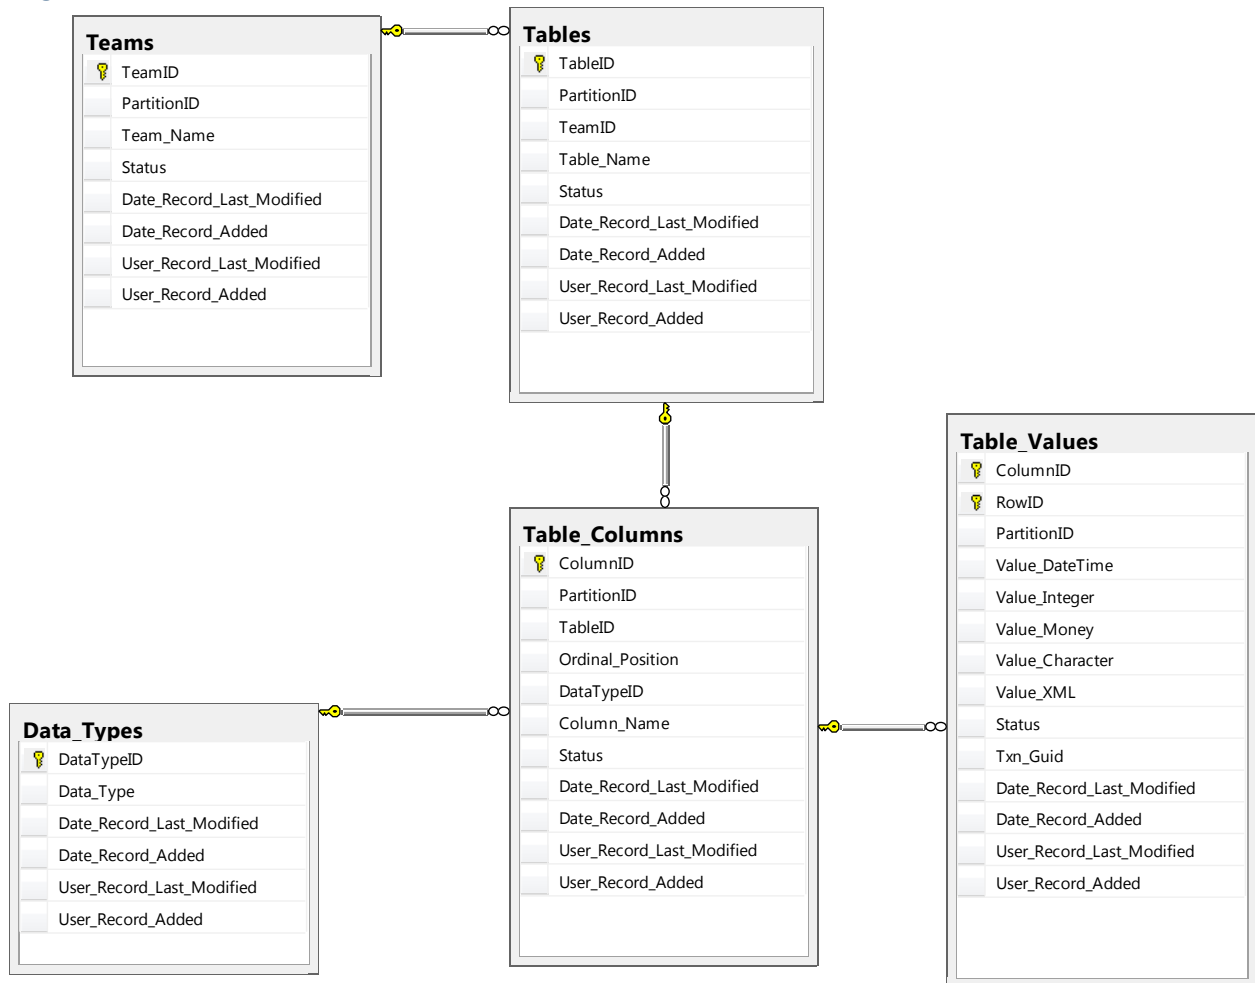 Teams
TeamID
PartitionID
Team_Name
Status
Date_Record_Last_Modified
Date_Record_Added
User_Record_Last_Modified
User_Record_Added
Tables
TableID
PartitionID
TeamID
Table_Name
Status
Date_Record_Last_Modified
Date_Record_Added
User_Record_Last_Modified
User_Record_Added
Table_Values
ColumnID
RowID
PartitionID
Value_DateTime
Value_Integer
Value_Money
Value_Character
Value_XML
Status
Txn_Guid
Date_Record_Last_Modified
Date_Record_Added
User_Record_Last_Modified
User_Record_Added
Table_Columns
ColumnID
PartitionID
TableID
Ordinal_Position
DataTypeID
Column_Name
Status
Date_Record_Last_Modified
Date_Record_Added
User_Record_Last_Modified
User_Record_Added
Data_Types
DataTypeID
Data_Type
Date_Record_Last_Modified
Date_Record_Added
User_Record_Last_Modified
User_Record_Added